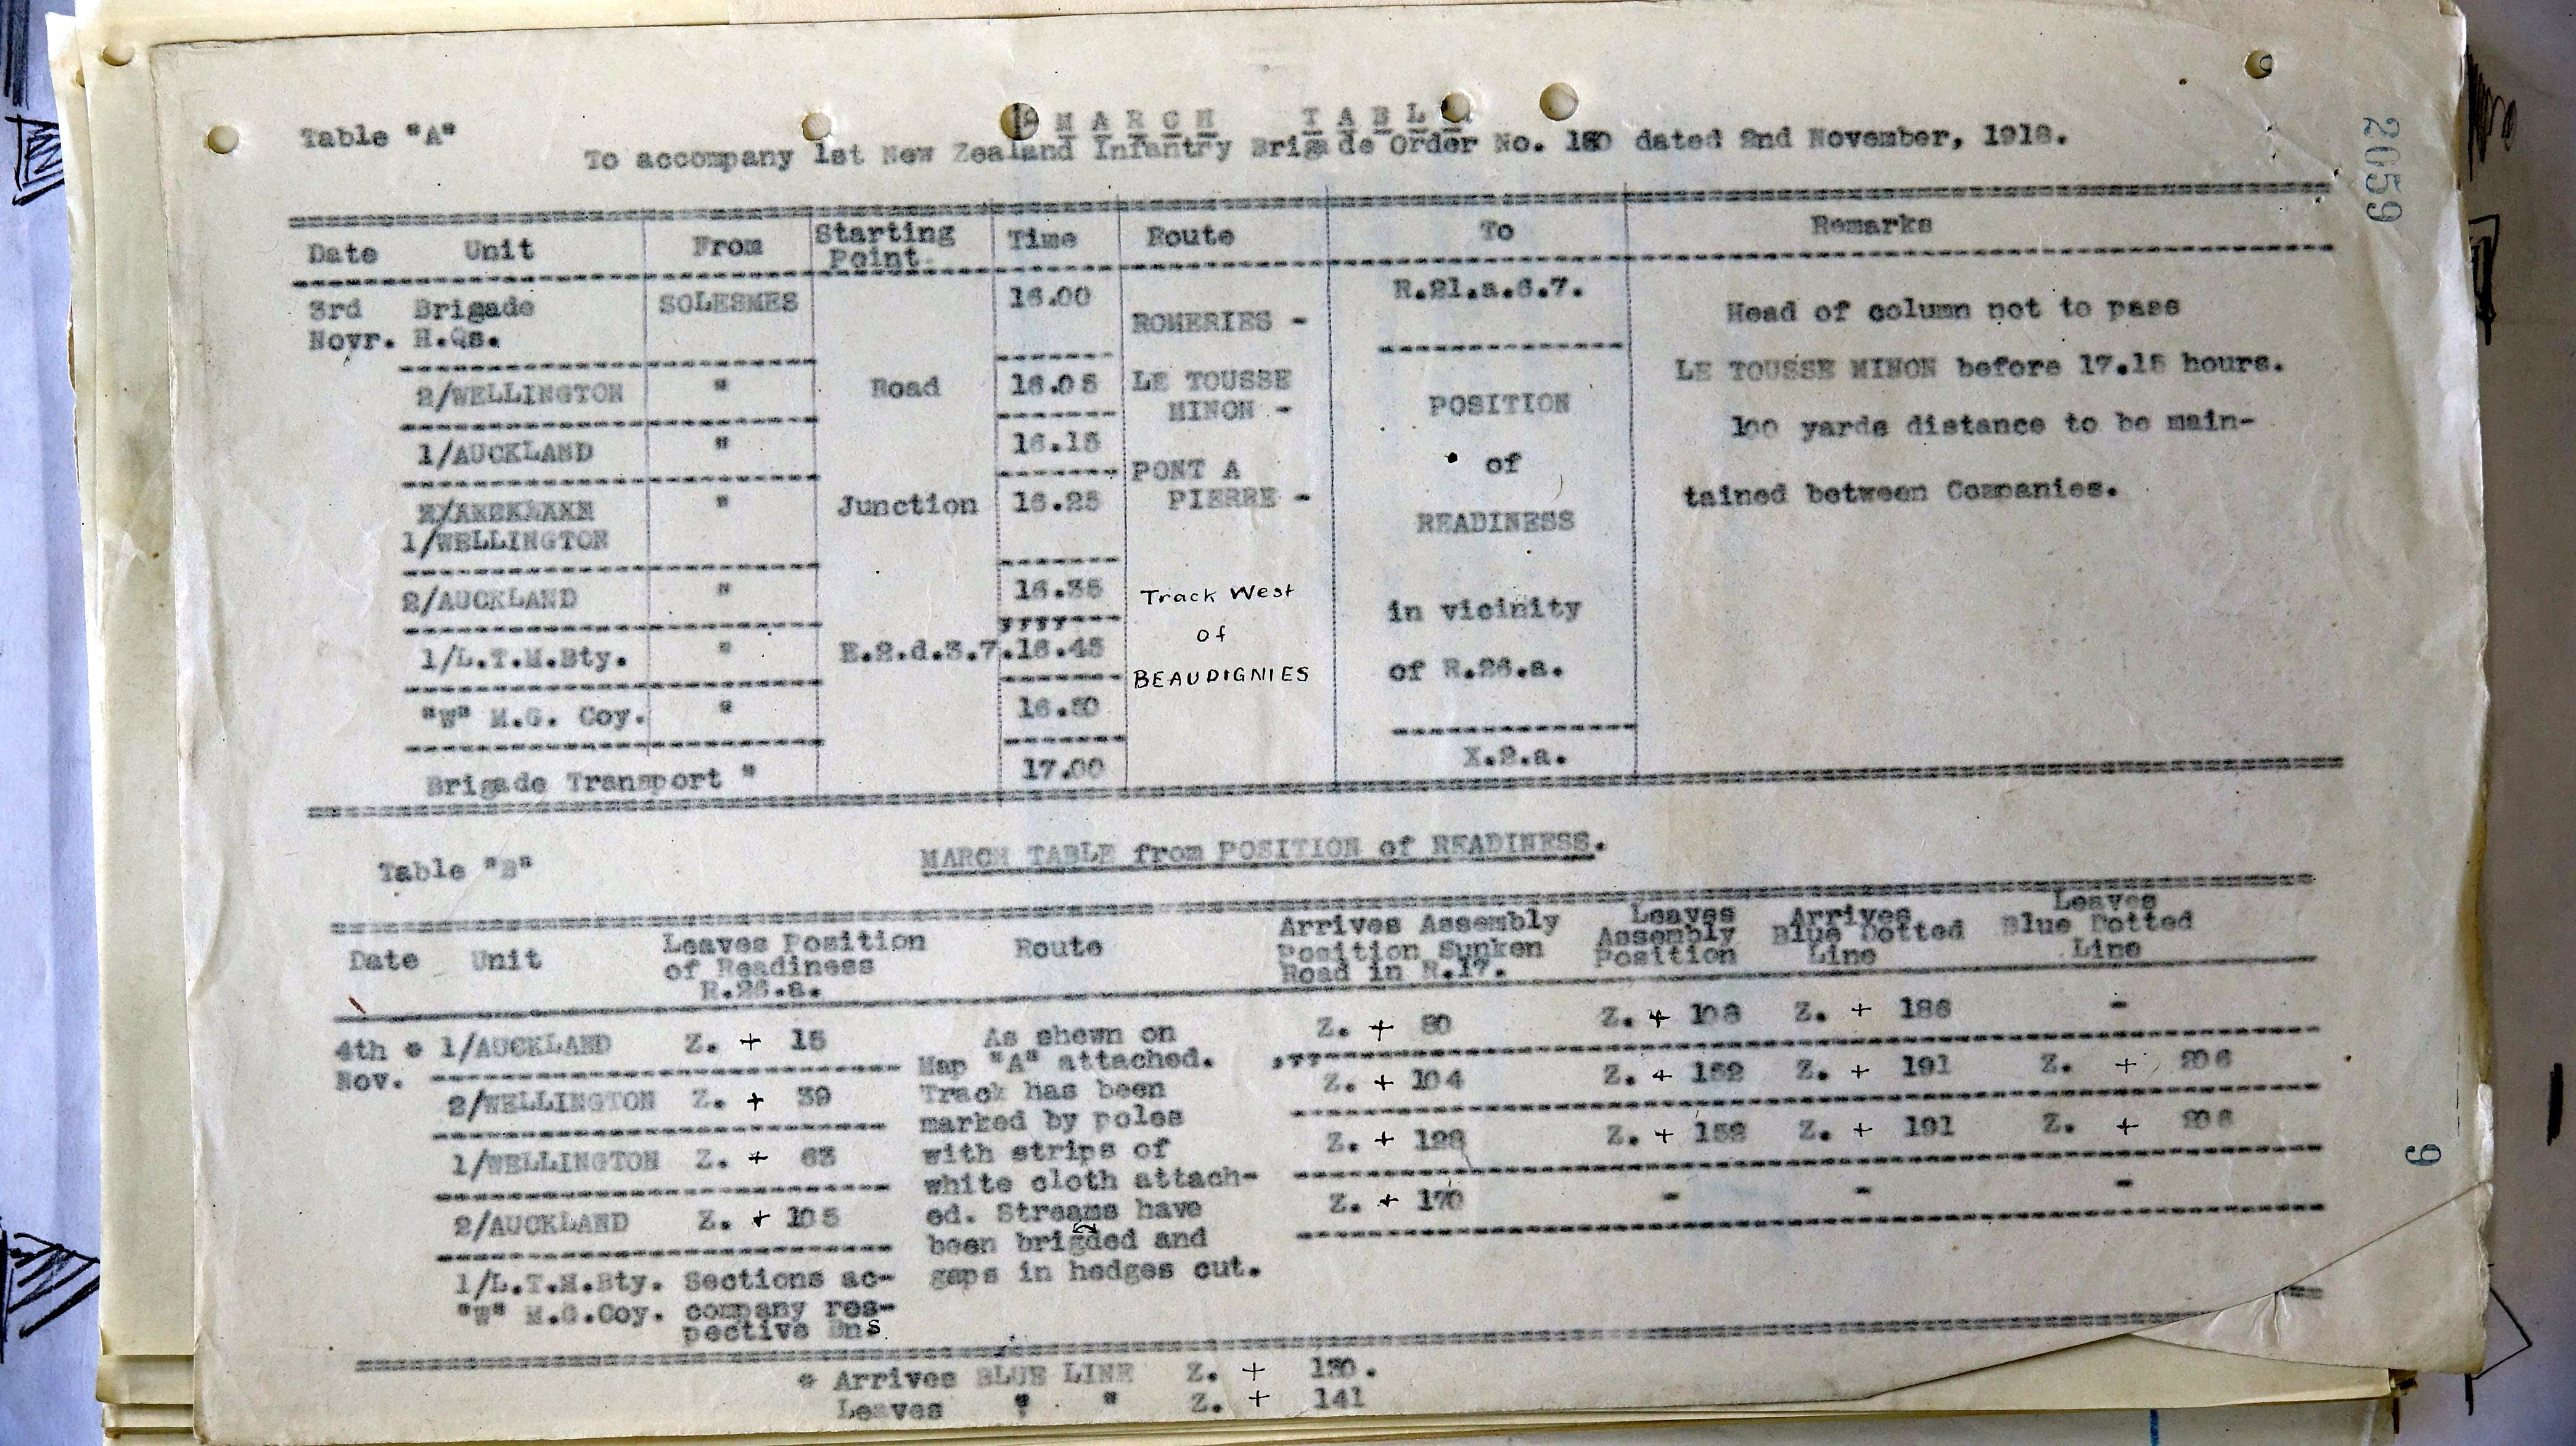 Table "A"
MARCH TABLE
To accompany 1st New Zealand Infantry Brigade Order No. 180 dated 2nd November, 1918.
2059
Date Unit From Starting Point. Time Route To Remarks
3rd Novr. Brigade H.Qs. SOLESMES 16.00 R.21.a.6.7.
2/WELLINGTON " 16.05
1/AUCKLAND " 16.15
1/WELLINGTON " 16.25
2/AUCKLAND " 16.35
1/L.T.M.Bty. " 16.45
"W" M.G. Coy. " 16.50
Brigade Transport " 17.00 X.2.a.
Road
Junction
E.2.d.3.7.
ROMERIES -
LE TOUSSE
MINON -
PONT A
PIERRE -
Track West
of
BEAUDIGNIES
POSITION
of
READINESS
in vicinity
of R.26.a.
Head of column not to pass
LE TOUSSE MINON before 17.15 hours.
100 yards distance to be main-
tained between Companies.
Table "B"
MARCH TABLE from POSITION of READINESS.
Date Unit Leaves Position of Readiness R.26.a. Route Arrives Assembly Position Sunken Road in R.17. Leaves Assembly Position Arrives Blue Dotted Line Leaves Blue Dotted Line
4th Nov. * 1/AUCKLAND Z. + 15 Z. + 80 Z. + 108 Z. + 186 -
2/WELLINGTON Z. + 39 Z. + 104 Z. + 152 Z. + 191 Z. + 206
1/WELLINGTON Z. + 63 Z. + 128 Z. + 152 Z. + 191 Z. + 206
2/AUCKLAND Z. + 105 Z. + 170 - - -
1/L.T.M.Bty. Sections ac-
"W" M.G.Coy. company res-
pective Bns.
As shewn on
Map "A" attached.
Track has been
marked by poles
with strips of
white cloth attach-
ed. Streams have
been brigded and
gaps in hedges cut.
* Arrives BLUE LINE Z. + 130.
Leaves " " Z. + 141
9